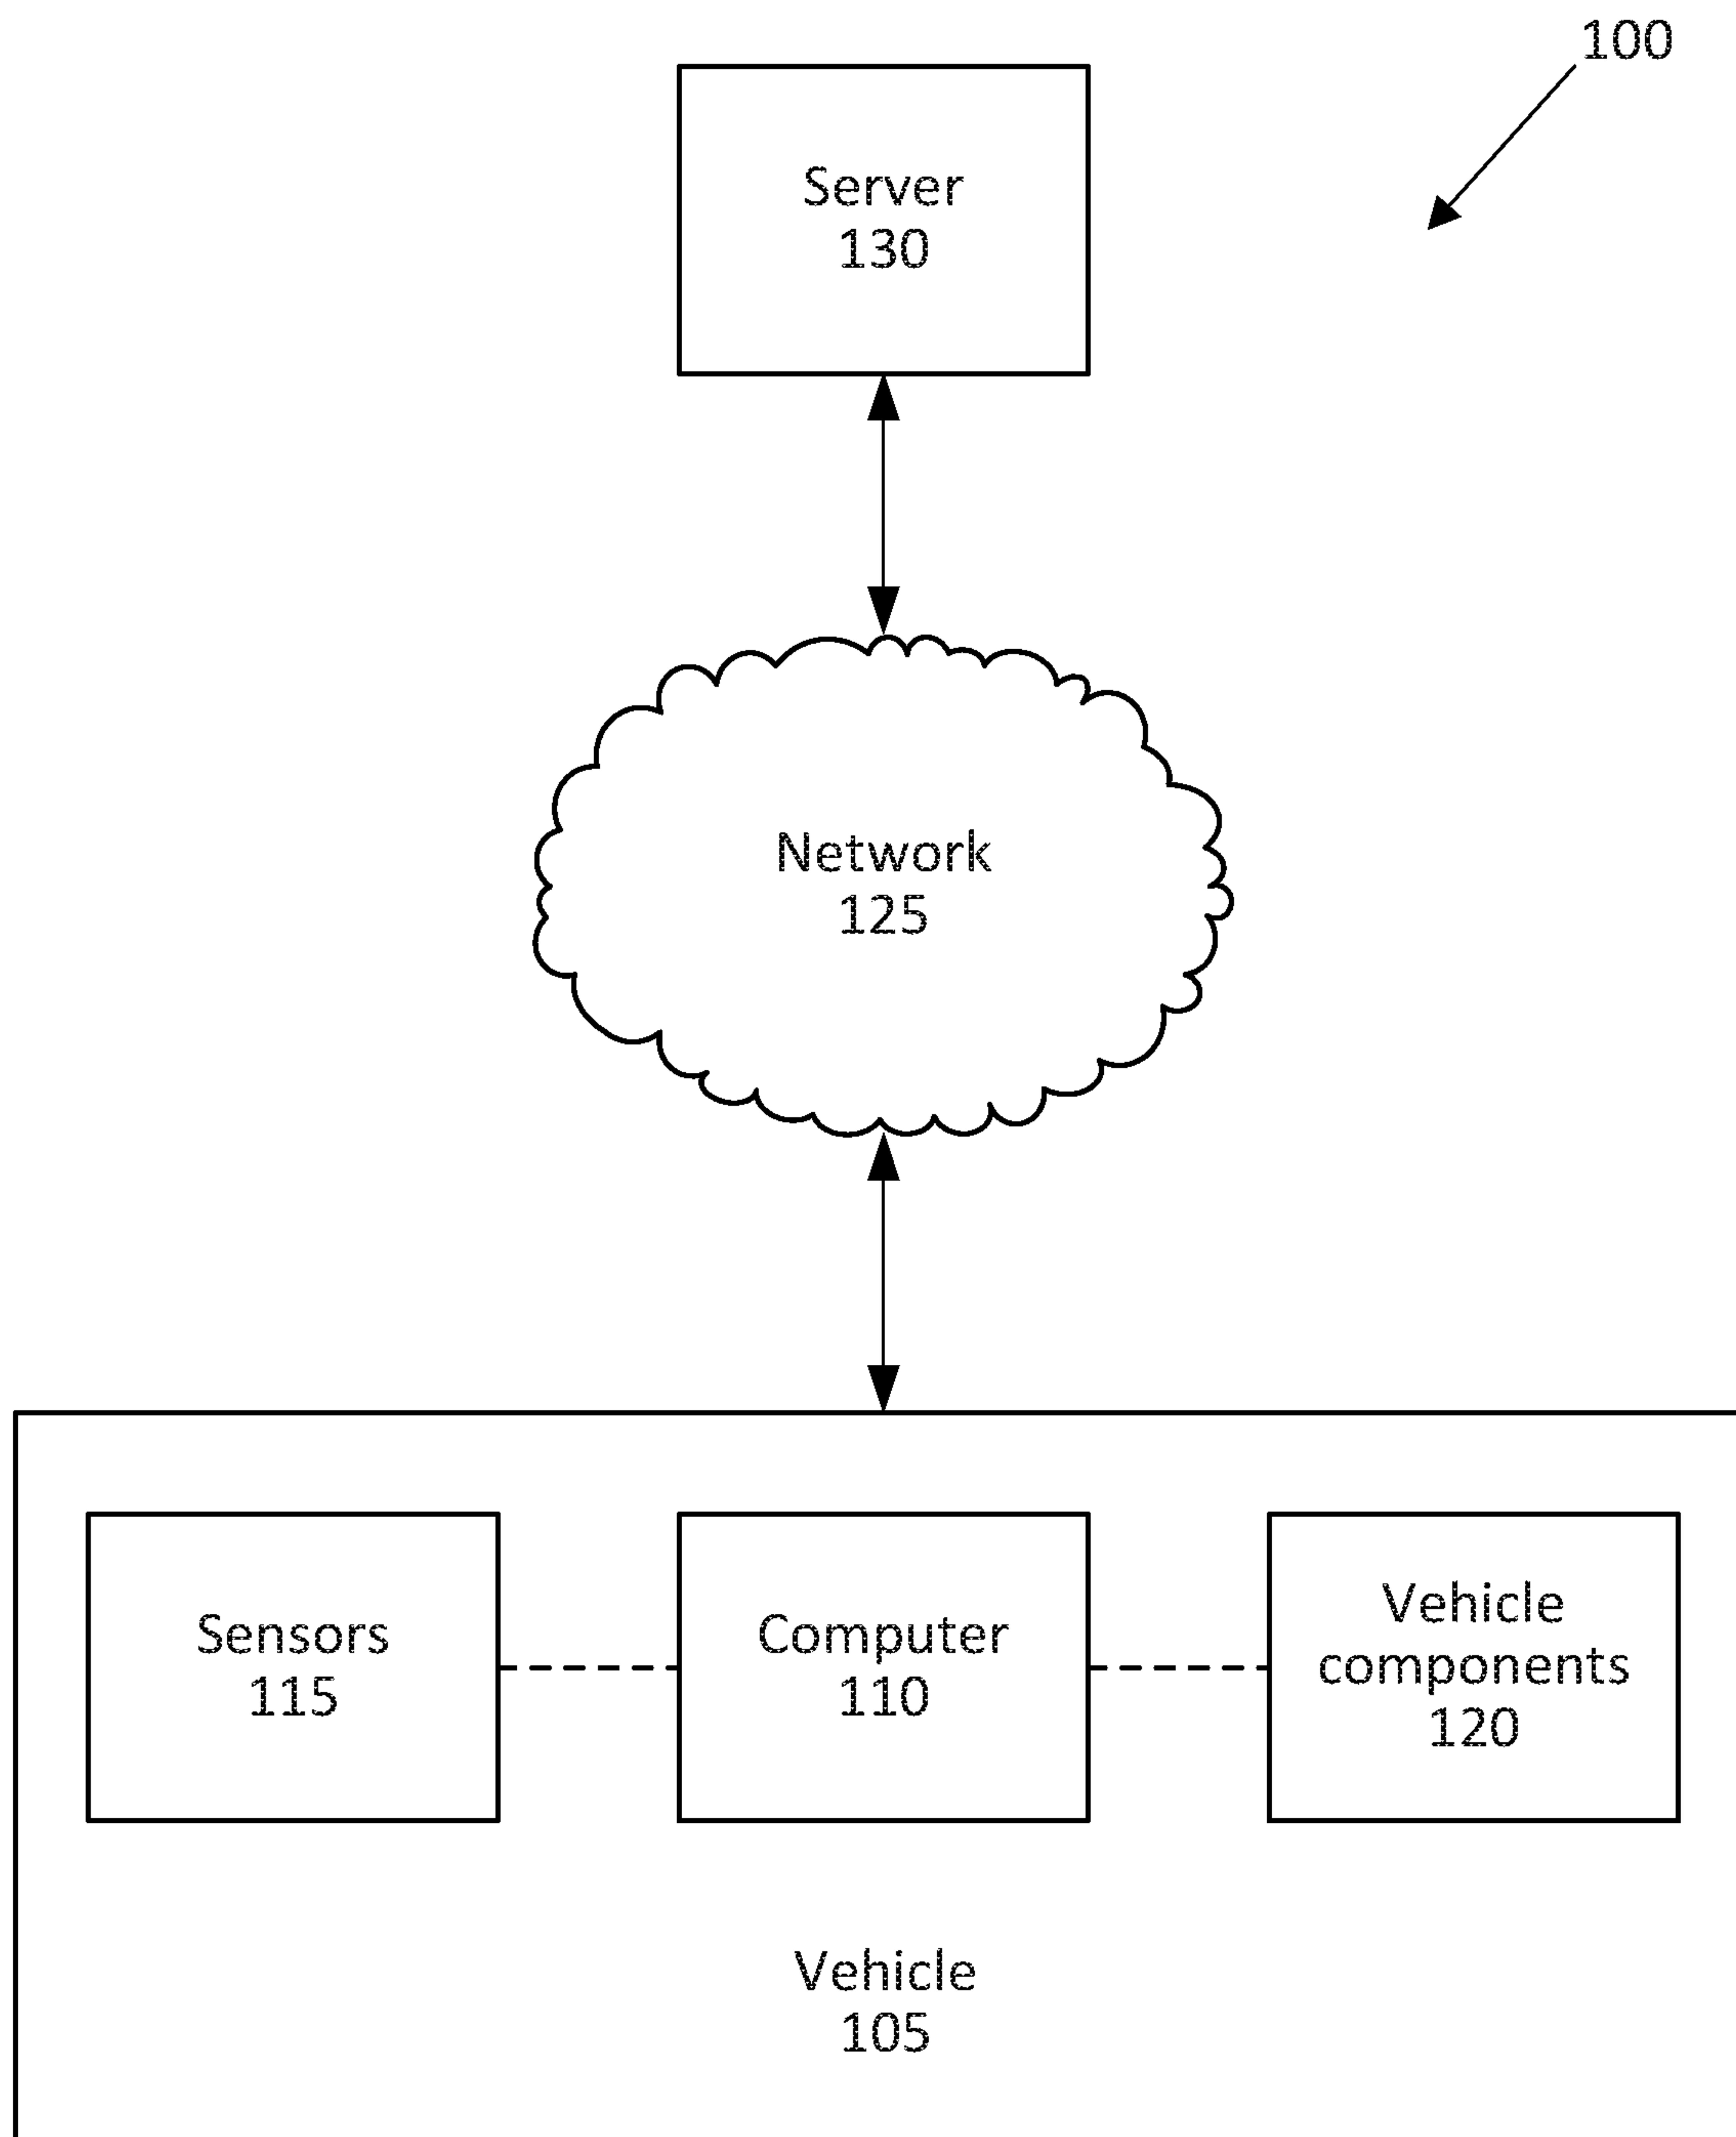 100
Server
130
Network
125
Sensors
115
Computer
110
Vehicle
components
120
Vehicle
105